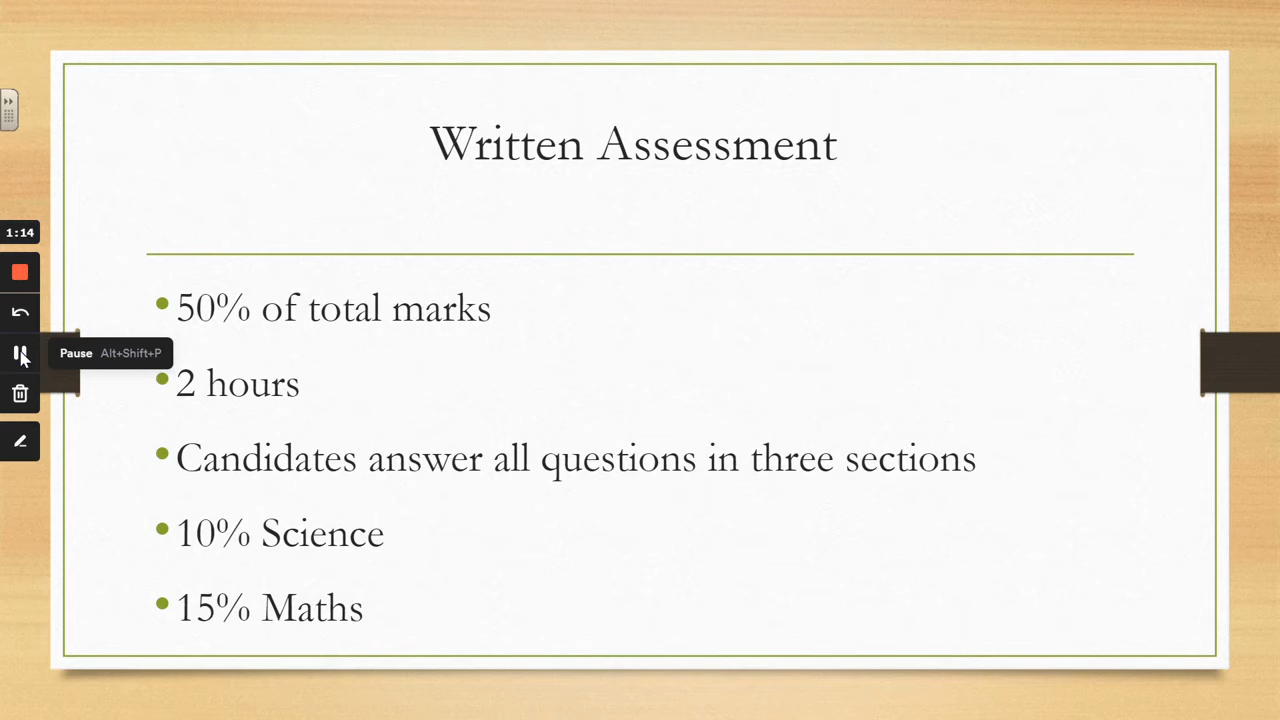 Written Assessment
1:14
50% of total marks
Pause Alt+Shift+P
2 hours
Candidates answer all questions in three sections
10% Science
15% Maths